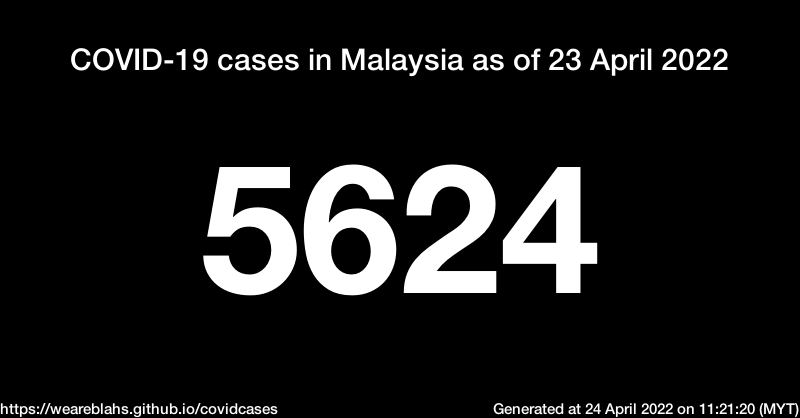 COVID-19 cases in Malaysia as of 23 April 2022
5624
https://weareblahs.github.io/covidcases
Generated at 24 April 2022 on 11:21:20 (MYT)